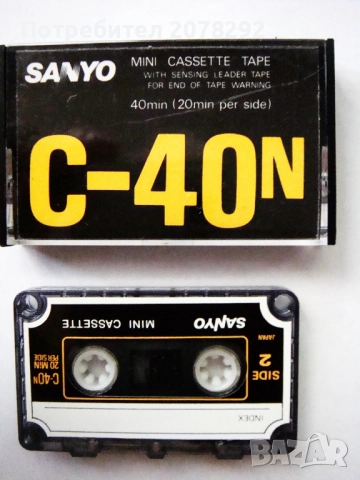 Потребител 2078292
SANYO
MINI CASSETTE TAPE
WITH SENSING LEADER TAPE
FOR END OF TAPE WARNING
40min (20min per side)
C-40N
INDEX
SIDE
2
JAPAN
SANYO
MINI CASSETTE
C-40N
20 MIN
PER SIDE
BAZAR